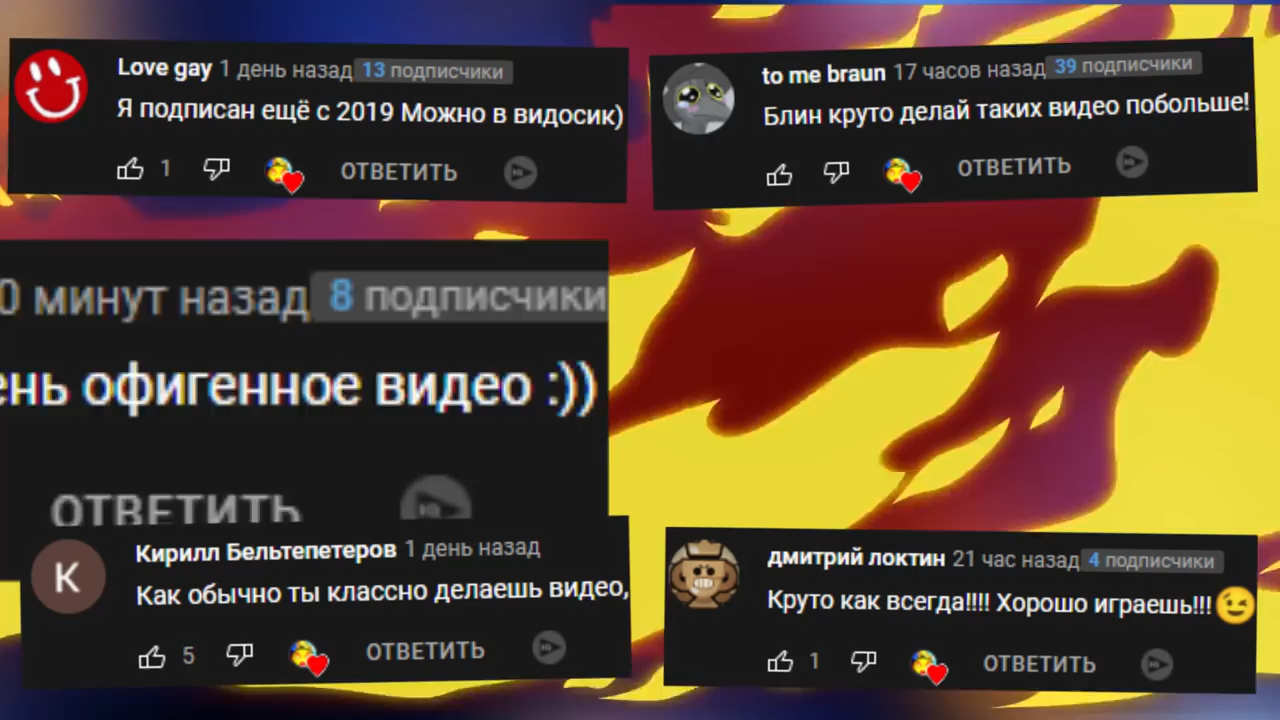 Love gay 1 день назад 13 подписчики
Я подписан ещё с 2019 Можно в видосик)
1 ОТВЕТИТЬ
to me braun 17 часов назад 39 подписчики
Блин круто делай таких видео побольше!
ОТВЕТИТЬ
0 минут назад 8 подписчики
ень офигенное видео :))
ОТВЕТИТЬ
К
Кирилл Бельтепетеров 1 день назад
Как обычно ты классно делаешь видео,
5 ОТВЕТИТЬ
дмитрий локтин 21 час назад 4 подписчики
Круто как всегда!!!! Хорошо играешь!!!😉
1 ОТВЕТИТЬ